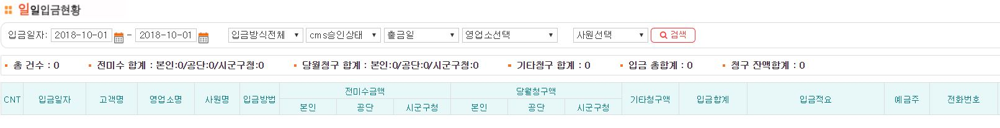 일일입금현황
입금일자: 2018-10-01 - 2018-10-01 입금방식전체 cms승인상태 출금일 영업소선택 사원선택 검색
총 건수 : 0 전미수 합계 : 본인:0/공단:0/시군구청:0 당월청구 합계 : 본인:0/공단:0/시군구청:0 기타청구 합계 : 0 입금 총합계 : 0 청구 잔액합계 : 0
CNT 입금일자 고객명 영업소명 사원명 입금방법 전미수금액 당월청구액 기타청구액 입금합계 입금적요 예금주 전화번호
본인 공단 시군구청 본인 공단 시군구청